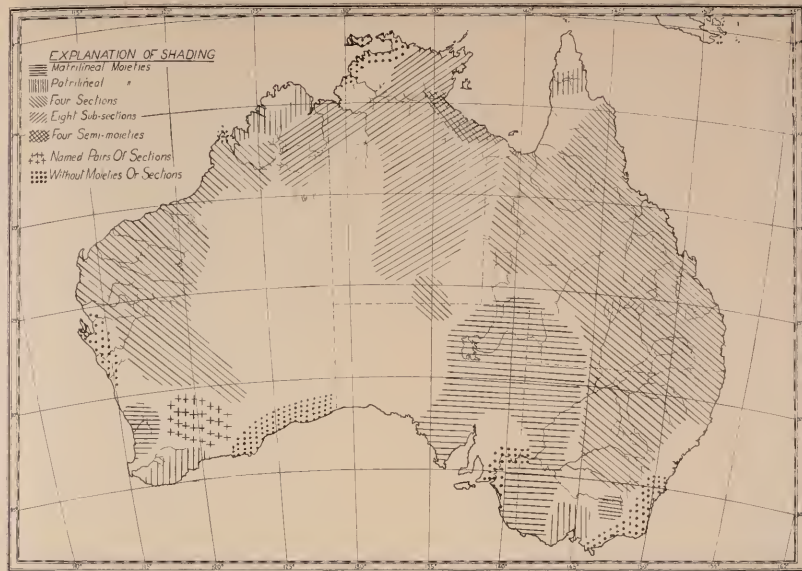 EXPLANATION OF SHADING
Matrilineal Moieties
Patrilineal "
Four Sections
Eight Sub-sections
Four Semi-moieties
Named Pairs Of Sections
Without Moieties Or Sections